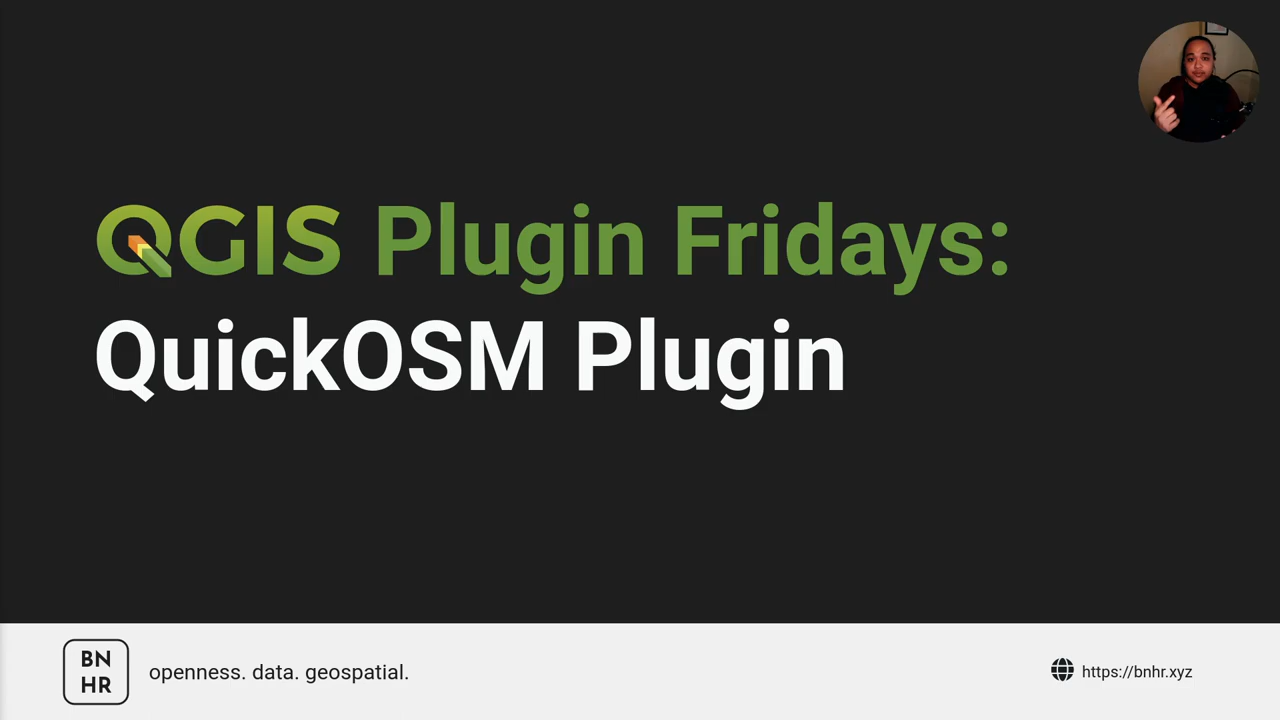 QGIS Plugin Fridays:
QuickOSM Plugin
BN
HR
openness. data. geospatial.
https://bnhr.xyz